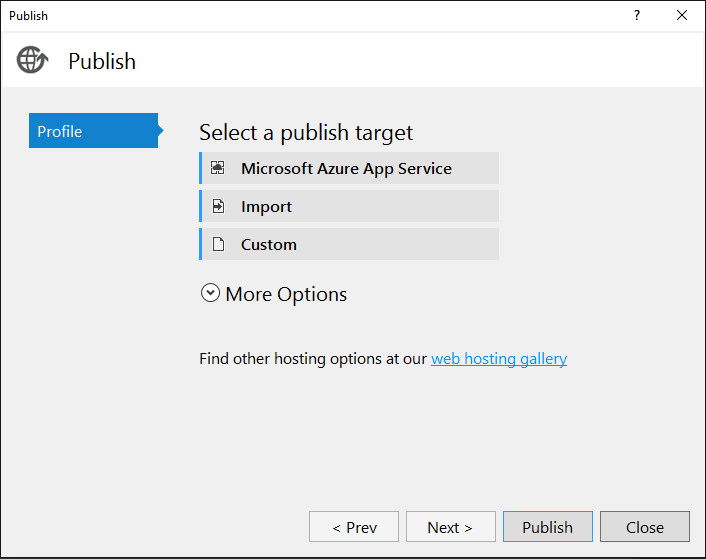 Publish
?
Publish
Profile
Select a publish target
Microsoft Azure App Service
Import
Custom
More Options
Find other hosting options at our web hosting gallery
< Prev
Next >
Publish
Close